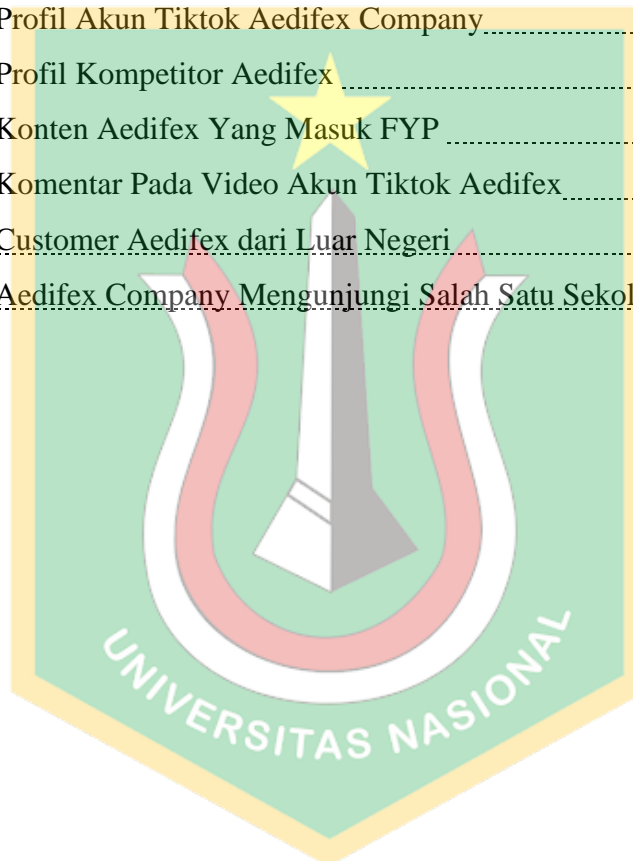 Profil Akun Tiktok Aedifex Company
Profil Kompetitor Aedifex
Konten Aedifex Yang Masuk FYP
Komentar Pada Video Akun Tiktok Aedifex
Customer Aedifex dari Luar Negeri
Aedifex Company Mengunjungi Salah Satu Sekol
UNIVERSITAS NASIONAL